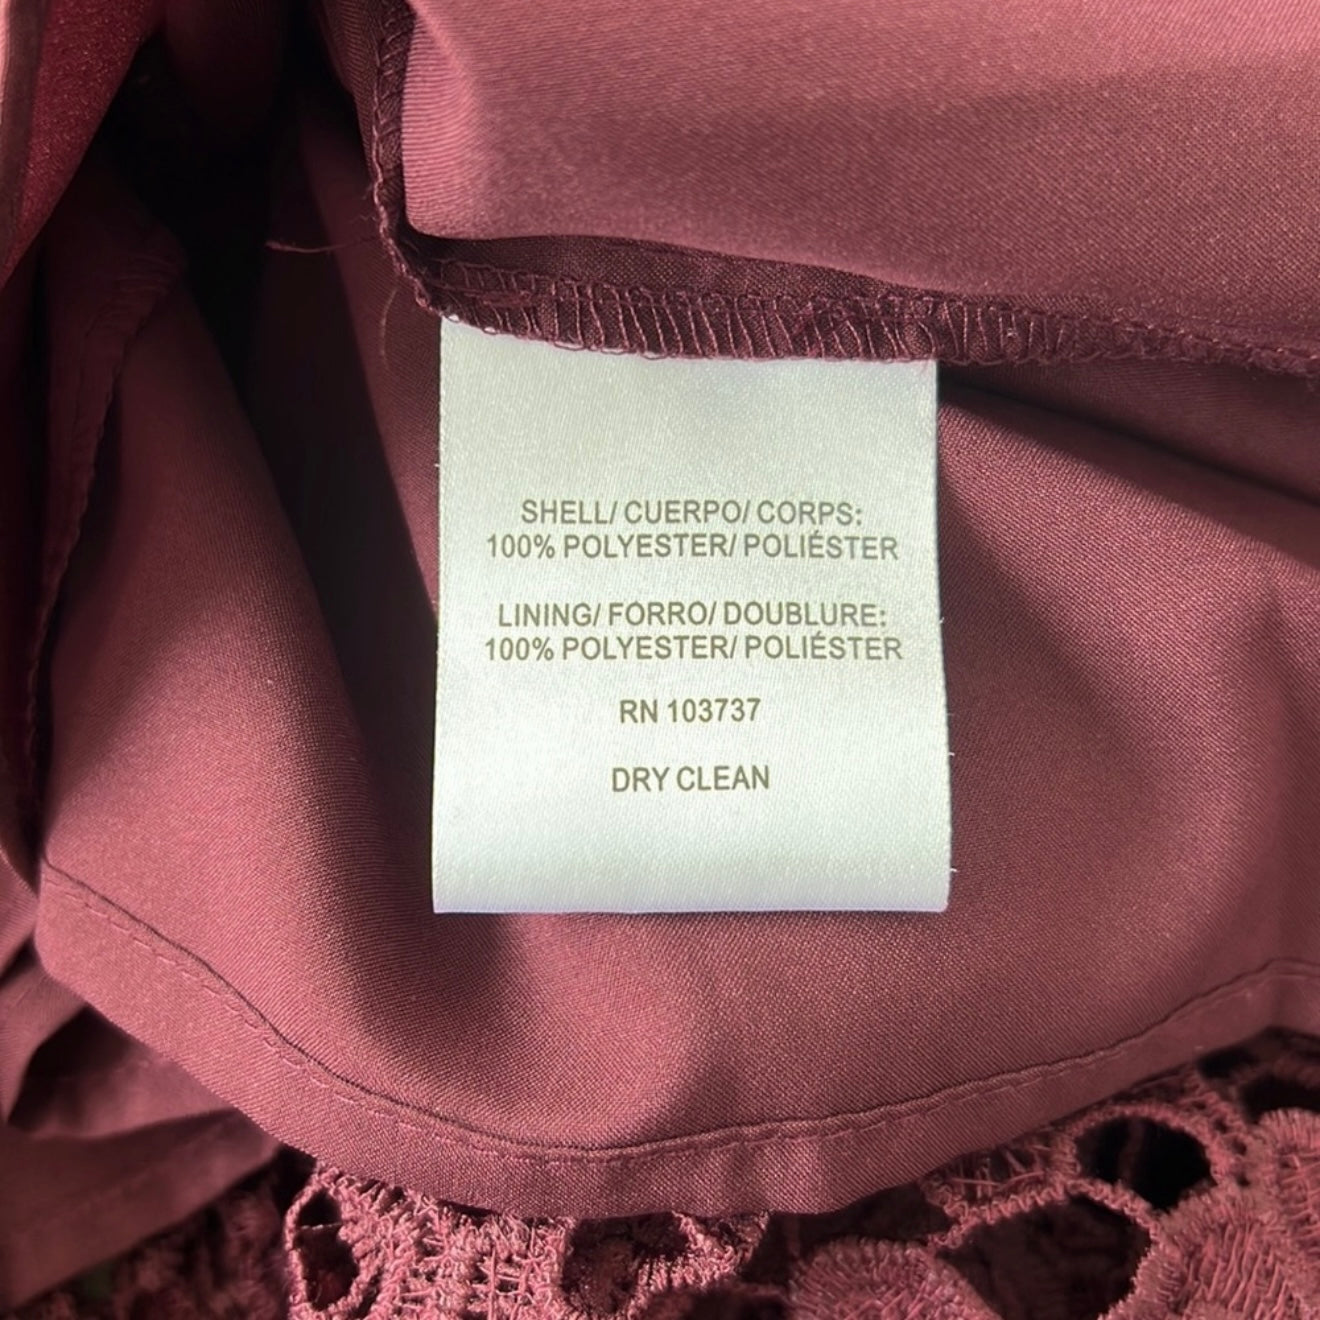 SHELL/ CUERPO/ CORPS:
100% POLYESTER/ POLIÉSTER
LINING/ FORRO/ DOUBLURE:
100% POLYESTER/ POLIÉSTER
RN 103737
DRY CLEAN